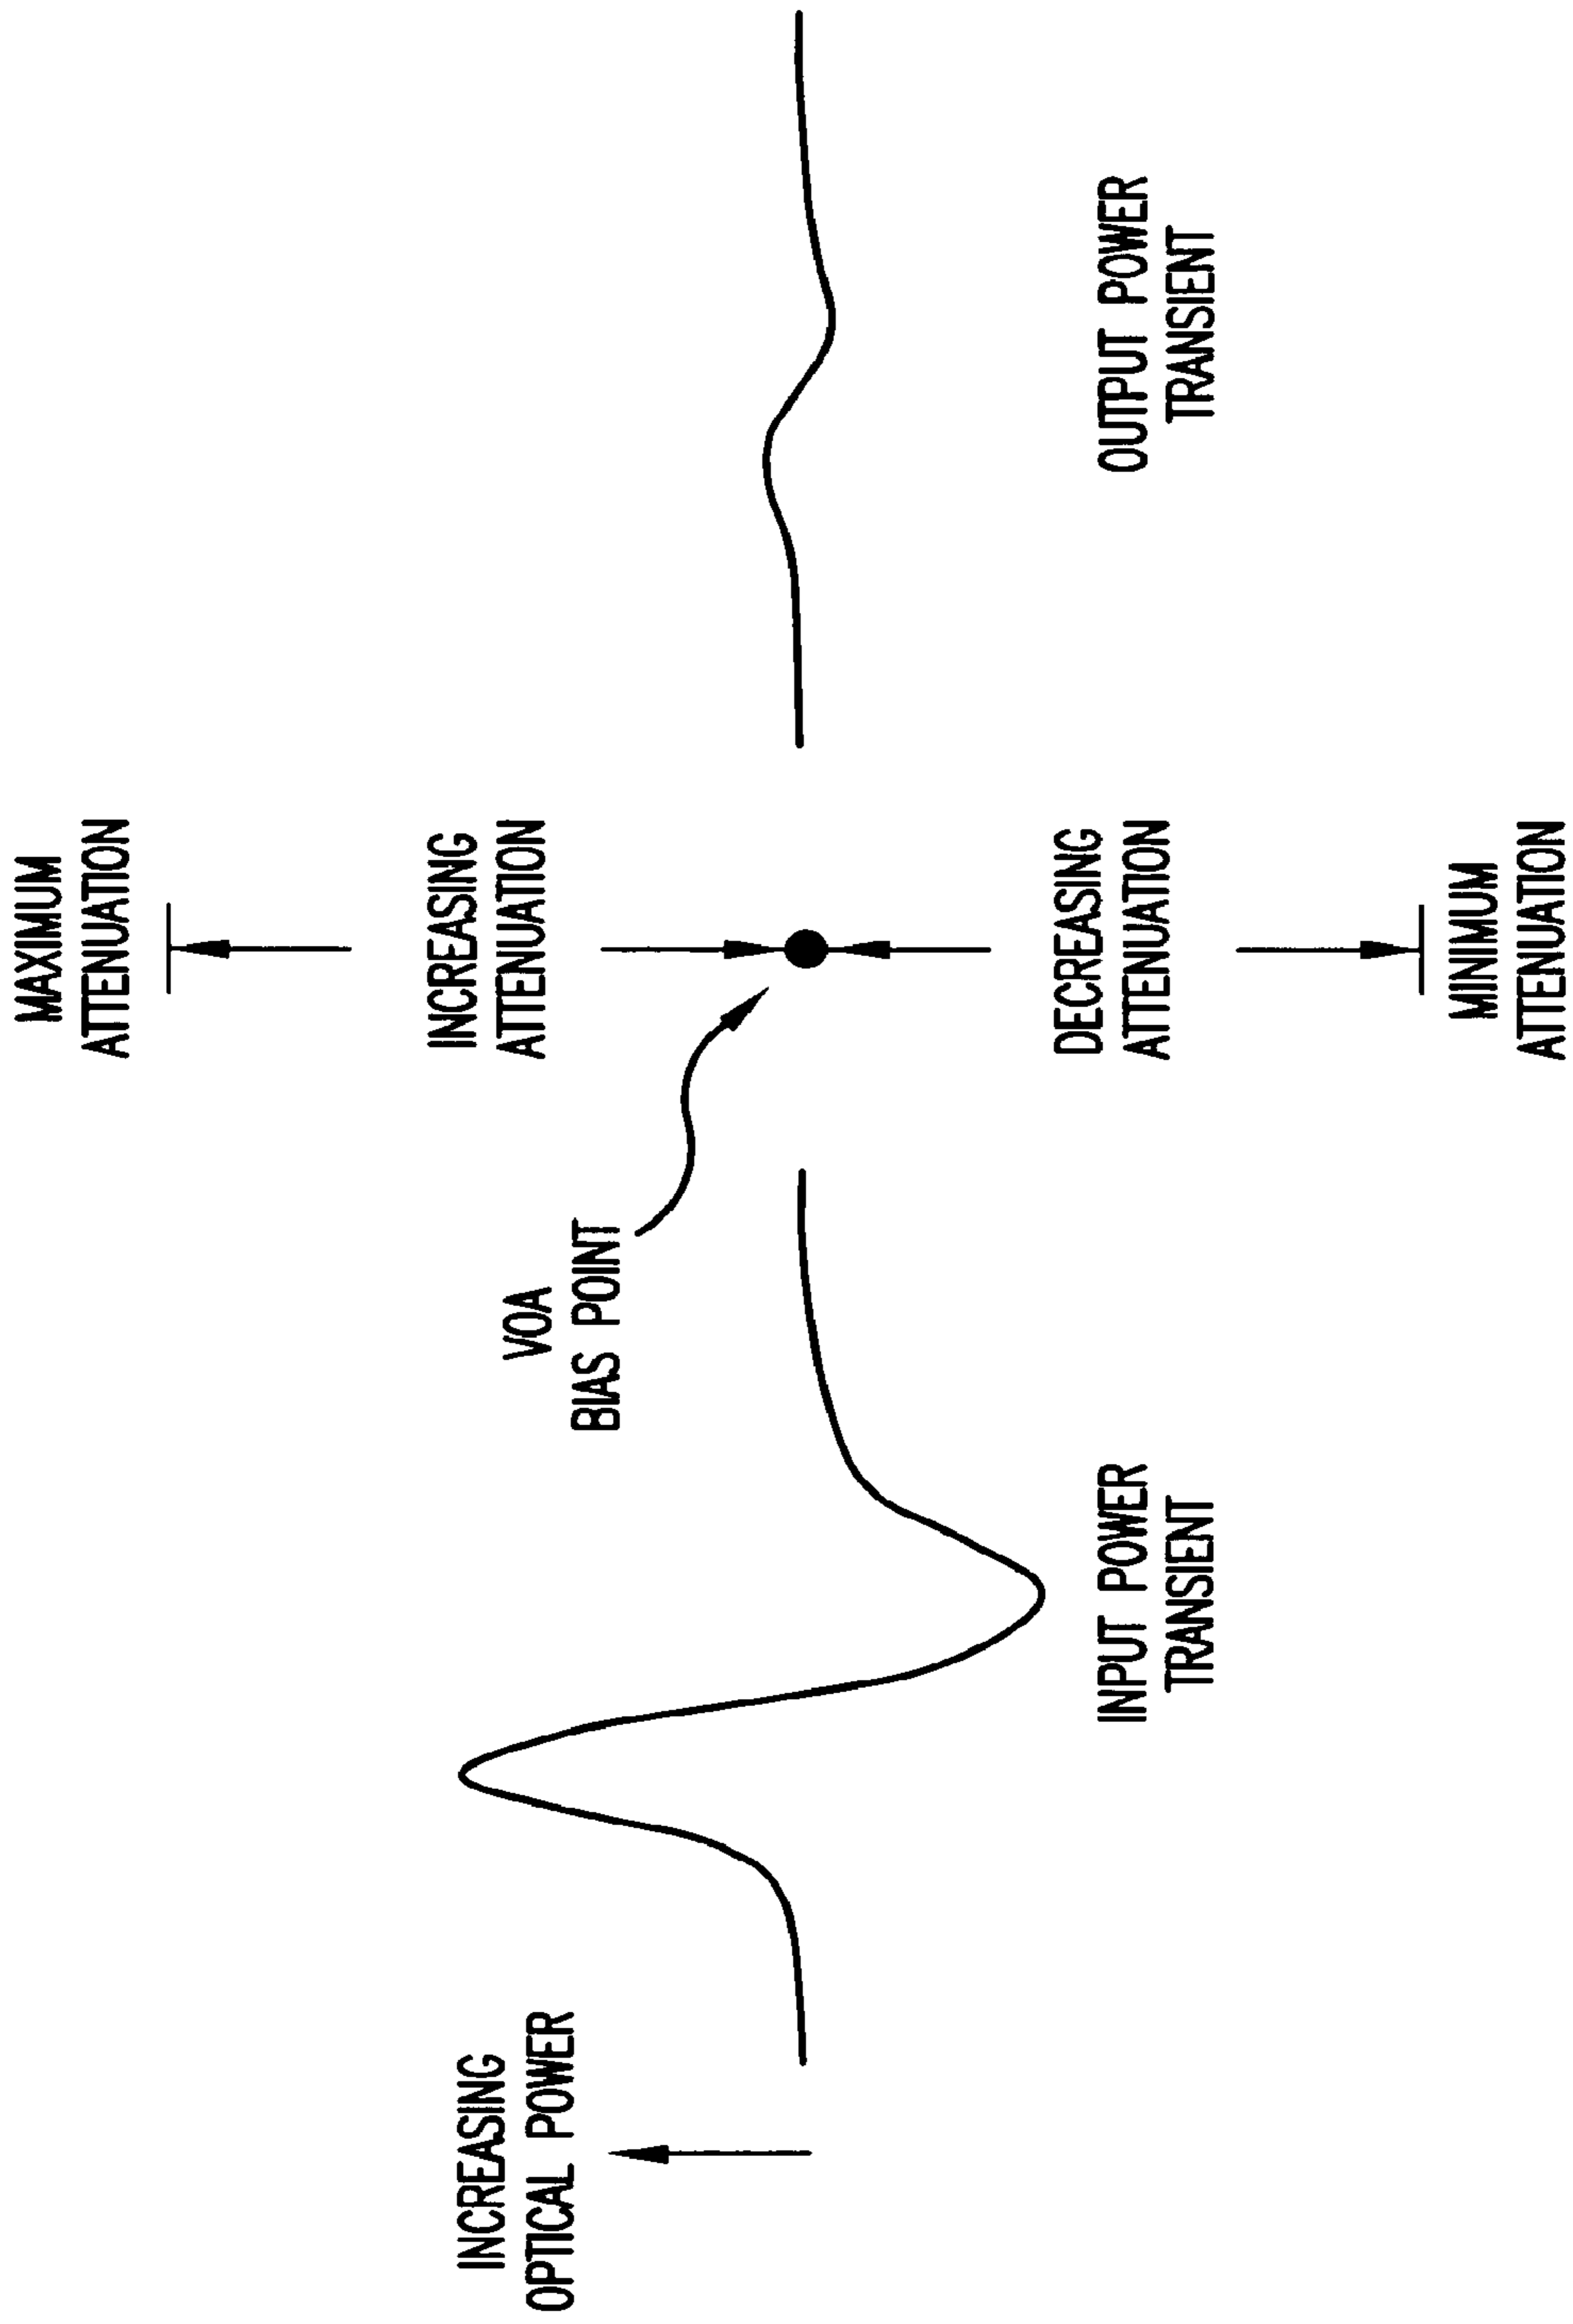 INCREASING
OPTICAL POWER
INPUT POWER
TRANSIENT
VOA
BIAS POINT
MAXIMUM
ATTENUATION
INCREASING
ATTENUATION
DECREASING
ATTENUATION
MINIMUM
ATTENUATION
OUTPUT POWER
TRANSIENT